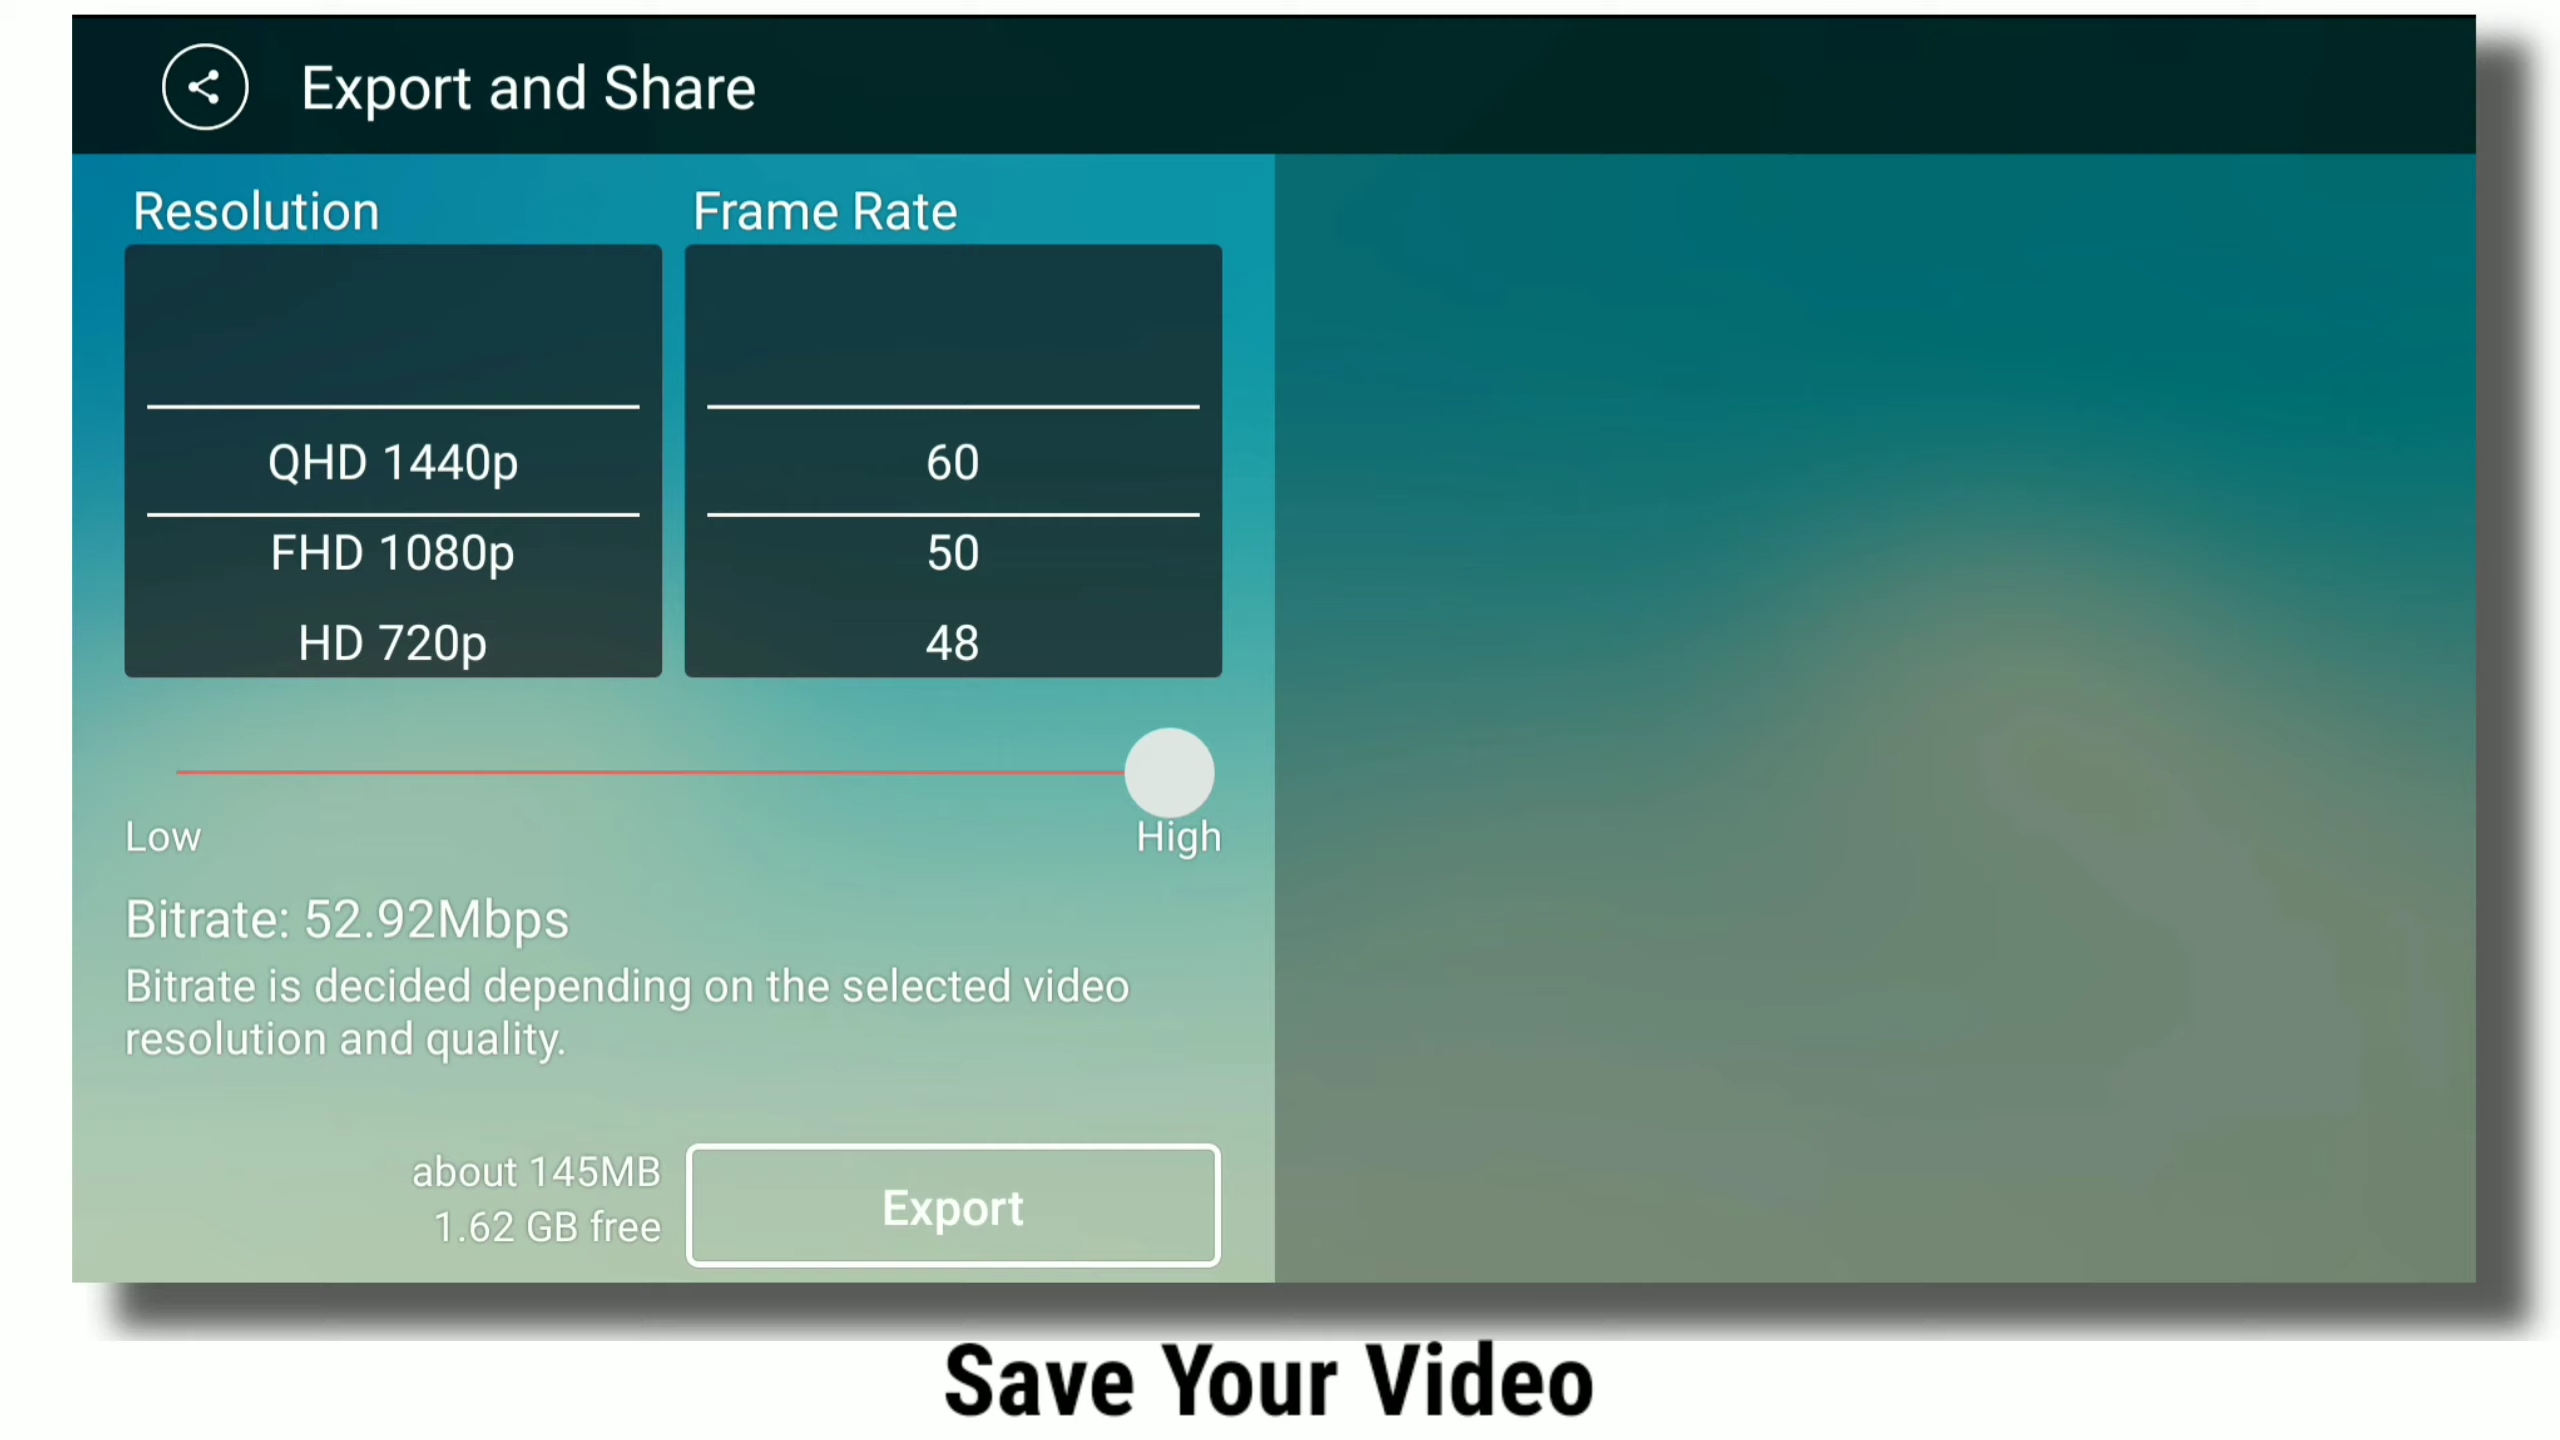 Export and Share
Resolution
Frame Rate
QHD 1440p
60
FHD 1080p
50
HD 720p
48
Low
High
Bitrate: 52.92Mbps
Bitrate is decided depending on the selected video
resolution and quality.
about 145MB
1.62 GB free
Export
Save Your Video